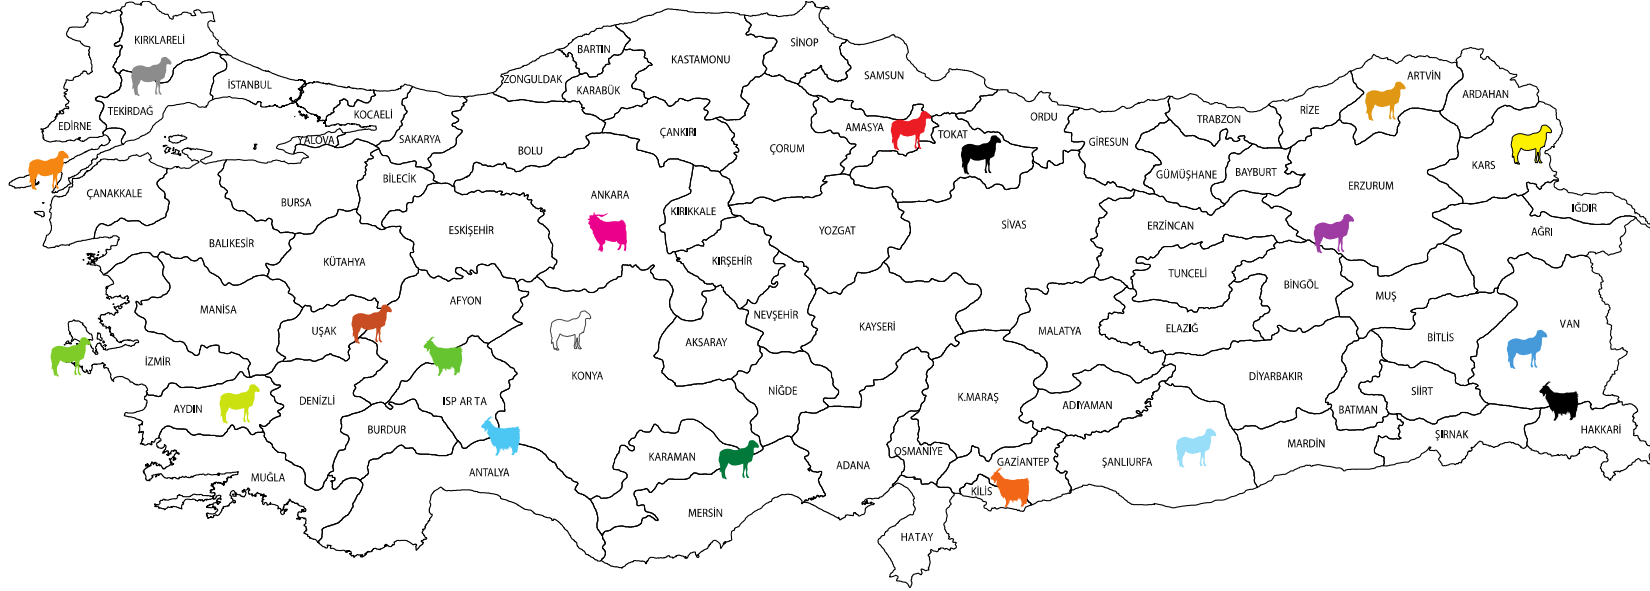 KIRKLARELİ
TEKİRDAĞ
EDİRNE
İSTANBUL
KOCAELİ
YALOVA
SAKARYA
ZONGULDAK
BARTIN
KARABÜK
KASTAMONU
SİNOP
SAMSUN
ÇANKIRI
BOLU
ÇORUM
AMASYA
TOKAT
ORDU
GİRESUN
TRABZON
RİZE
ARTVİN
ARDAHAN
KARS
GÜMÜŞHANE
BAYBURT
ERZURUM
IĞDIR
AĞRI
ÇANAKKALE
BURSA
BİLECİK
ANKARA
KIRIKKALE
ESKİŞEHİR
BALIKESİR
KÜTAHYA
YOZGAT
SİVAS
ERZİNCAN
KIRŞEHİR
TUNCELİ
BİNGÖL
MUŞ
MANİSA
UŞAK
AFYON
NEVŞEHİR
KAYSERİ
MALATYA
ELAZIĞ
BİTLİS
VAN
İZMİR
AKSARAY
KONYA
NİĞDE
DİYARBAKIR
SİİRT
BATMAN
AYDIN
DENİZLİ
ISP AR TA
BURDUR
K.MARAŞ
ADIYAMAN
ŞIRNAK
HAKKARİ
MARDİN
MUĞLA
ANTALYA
KARAMAN
MERSİN
ADANA
OSMANIYE
GAZİANTEP
KİLİS
ŞANLIURFA
HATAY